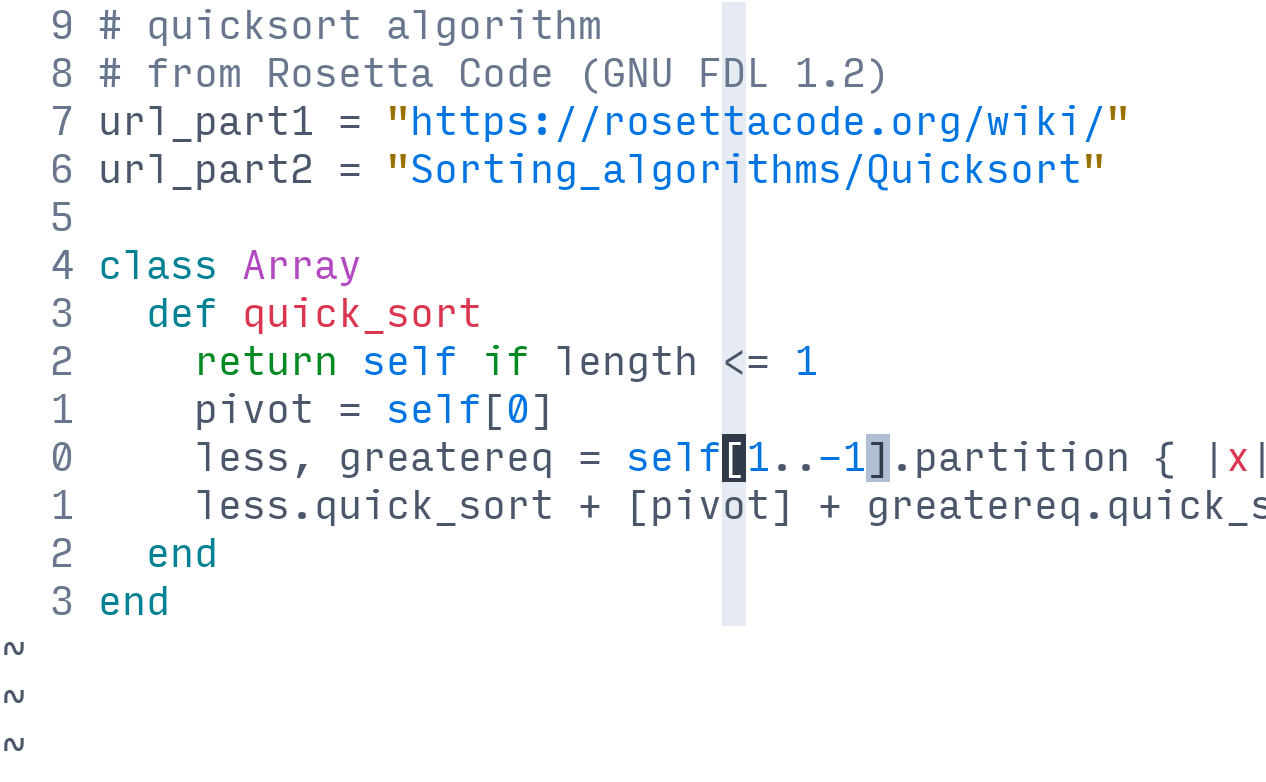 9 # quicksort algorithm
8 # from Rosetta Code (GNU FDL 1.2)
7 url_part1 = "https://rosettacode.org/wiki/"
6 url_part2 = "Sorting_algorithms/Quicksort"
5
4 class Array
3   def quick_sort
2     return self if length <= 1
1     pivot = self[0]
0     less, greatereq = self[1..-1].partition { |x|
1     less.quick_sort + [pivot] + greatereq.quick_s
2   end
3 end
~
~
~